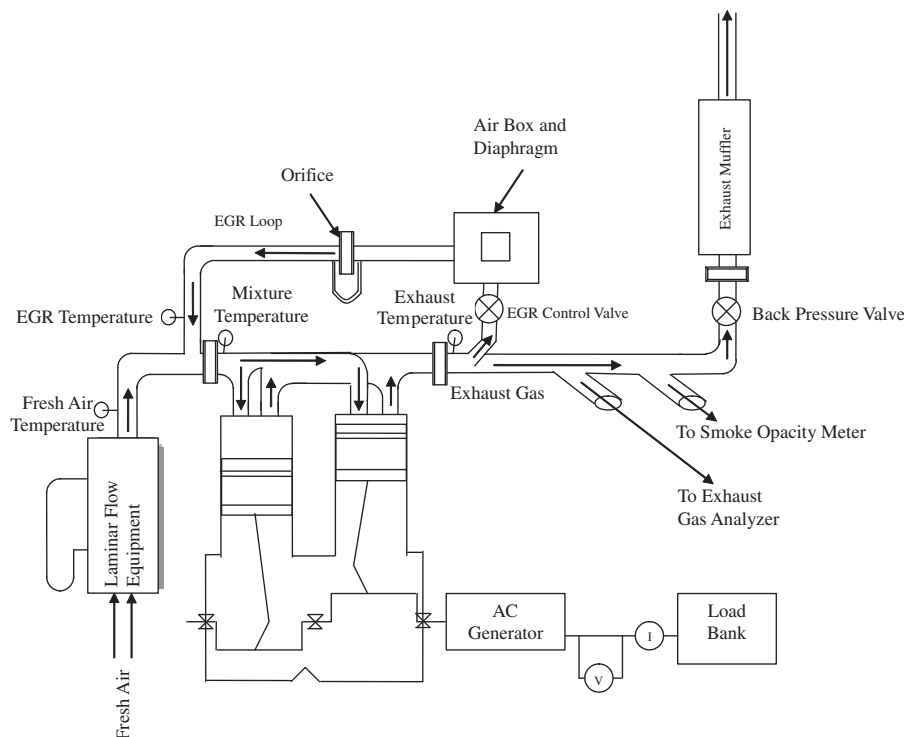 Air Box and
Diaphragm
Exhaust Muffler
Orifice
EGR Loop
Mixture
Temperature
Exhaust
Temperature
EGR Temperature
EGR Control Valve
Back Pressure Valve
Fresh Air
Temperature
Exhaust Gas
To Smoke Opacity Meter
To Exhaust
Gas Analyzer
Laminar Flow
Equipment
AC
Generator
Load
Bank
I
V
Fresh Air